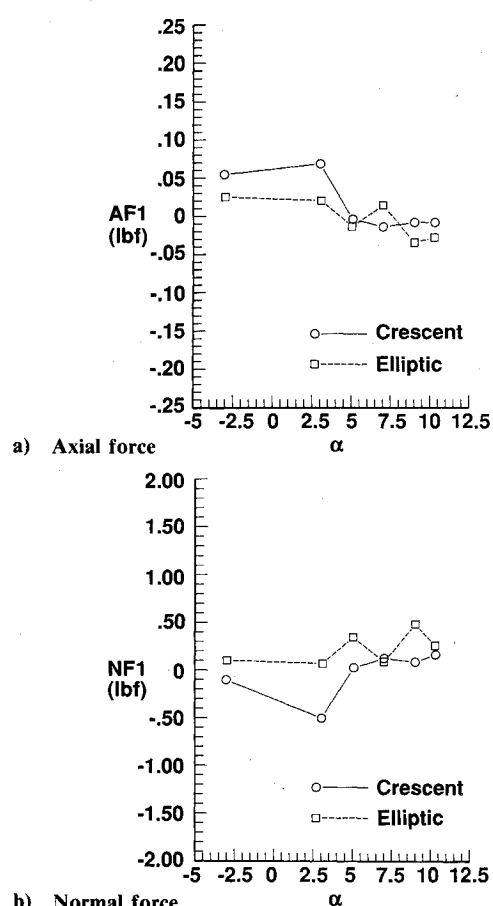 .25
.20
.15
.10
.05
0
-.05
-.10
-.15
-.20
-.25
AF1
(lbf)
Crescent
Elliptic
-5 -2.5 0 2.5 5 7.5 10 12.5
a) Axial force α
2.00
1.50
1.00
.50
0
-.50
-1.00
-1.50
-2.00
NF1
(lbf)
Crescent
Elliptic
-5 -2.5 0 2.5 5 7.5 10 12.5
b) Normal force α